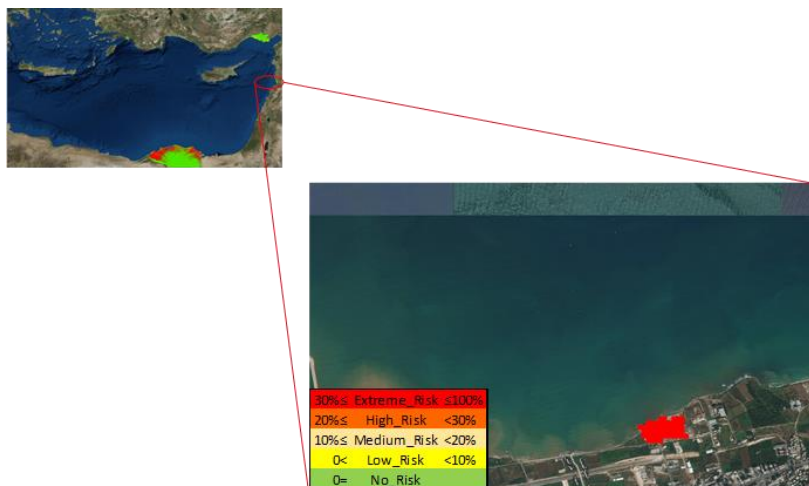 30%≤ Extreme_Risk ≤100%
20%≤ High_Risk <30%
10%≤ Medium_Risk <20%
0< Low_Risk <10%
0= No_Risk